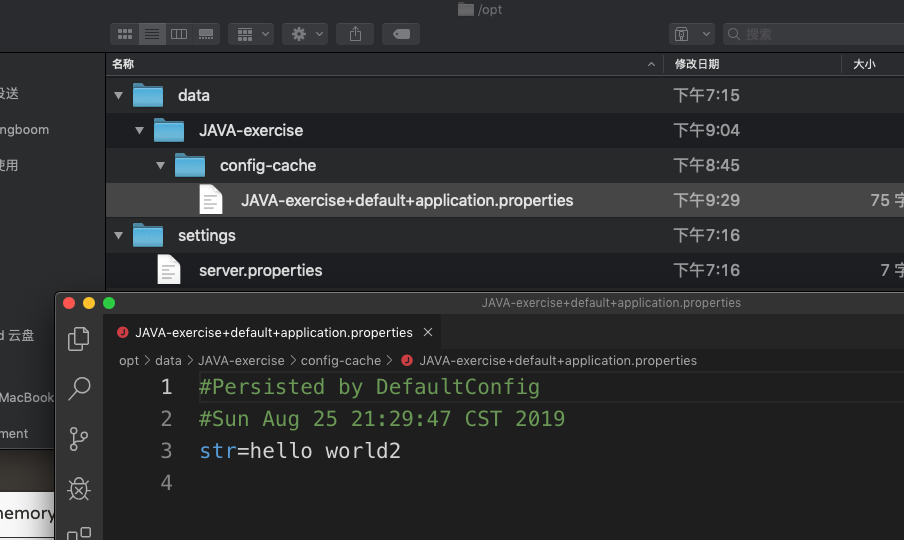 /opt
搜索
名称
修改日期
大小
data
下午7:15
JAVA-exercise
下午9:04
config-cache
下午8:45
JAVA-exercise+default+application.properties
下午9:29
75 字
settings
下午7:16
server.properties
下午7:16
7 字
投送
ngboom
使用
d 云盘
MacBook
ment
nemory
JAVA-exercise+default+application.properties
JAVA-exercise+default+application.properties
opt > data > JAVA-exercise > config-cache > JAVA-exercise+default+application.properties
1 #Persisted by DefaultConfig
2 #Sun Aug 25 21:29:47 CST 2019
3 str=hello world2
4